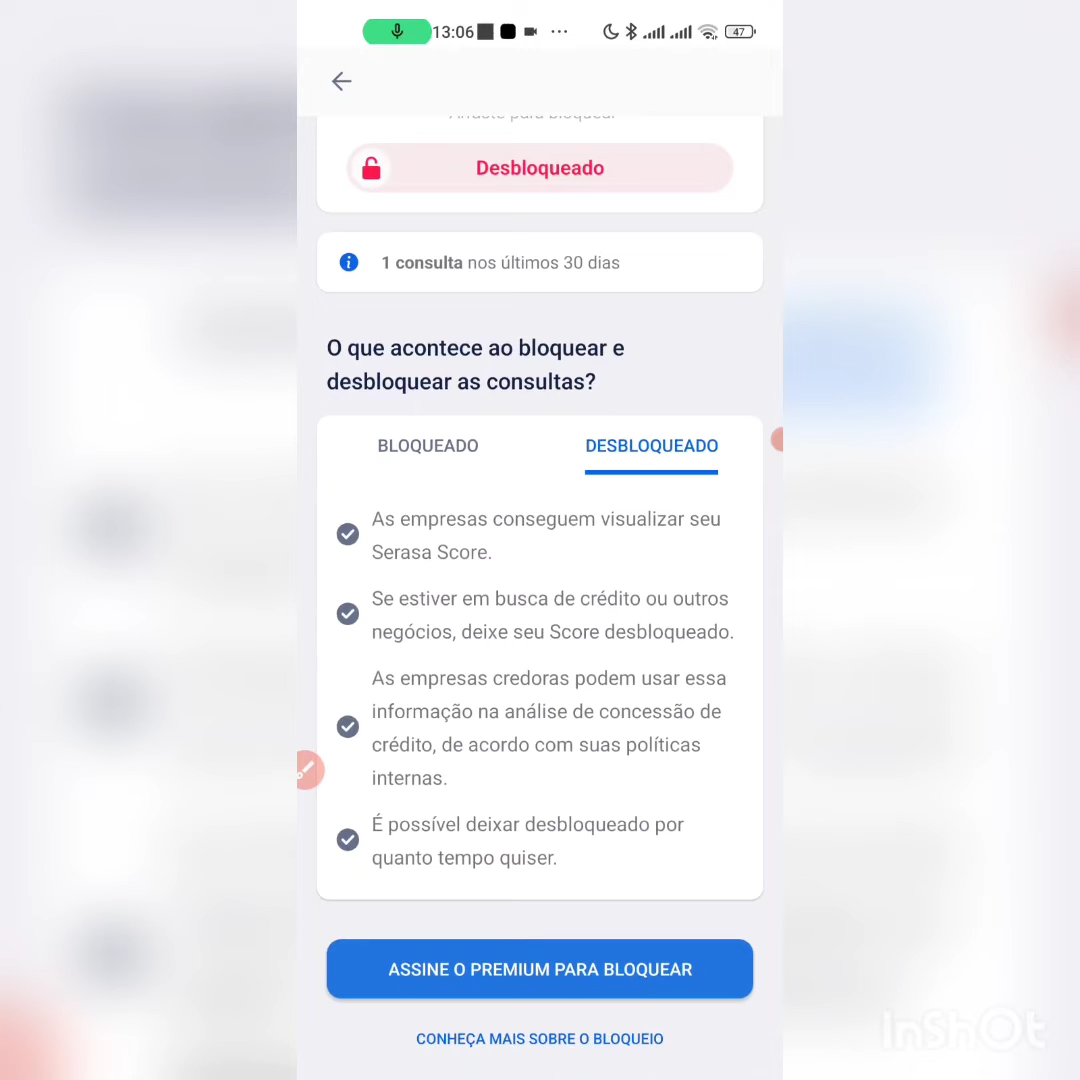 13:06
47
Desbloqueado
1 consulta nos últimos 30 dias
O que acontece ao bloquear e
desbloquear as consultas?
BLOQUEADO DESBLOQUEADO
As empresas conseguem visualizar seu
Serasa Score.
Se estiver em busca de crédito ou outros
negócios, deixe seu Score desbloqueado.
As empresas credoras podem usar essa
informação na análise de concessão de
crédito, de acordo com suas políticas
internas.
É possível deixar desbloqueado por
quanto tempo quiser.
ASSINE O PREMIUM PARA BLOQUEAR
CONHEÇA MAIS SOBRE O BLOQUEIO
InShOt